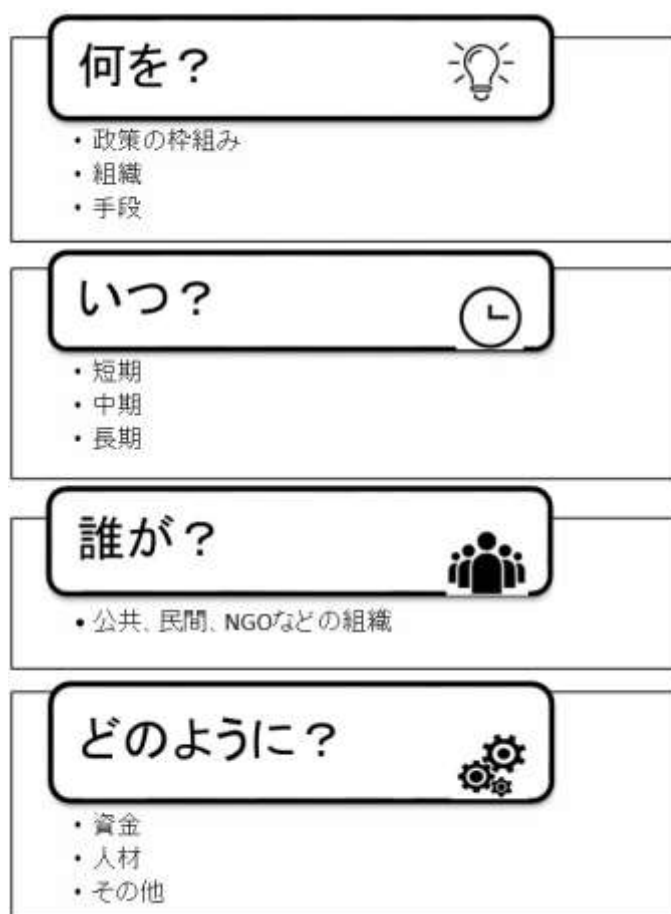 何を？
• 政策の枠組み
• 組織
• 手段
いつ？
• 短期
• 中期
• 長期
誰が？
• 公共、民間、NGOなどの組織
どのように？
• 資金
• 人材
• その他